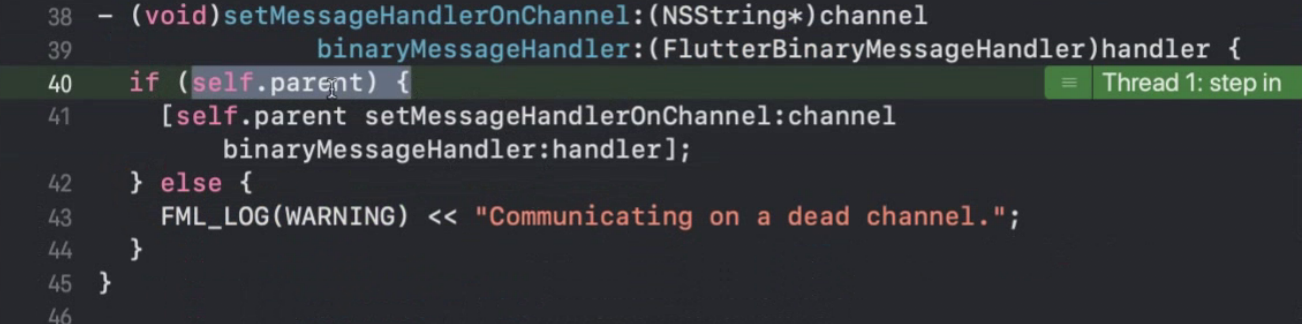 38 - (void)setMessageHandlerOnChannel:(NSString*)channel
39 binaryMessageHandler:(FlutterBinaryMessageHandler)handler {
40 if (self.parent) { Thread 1: step in
41 [self.parent setMessageHandlerOnChannel:channel
binaryMessageHandler:handler];
42 } else {
43 FML_LOG(WARNING) << "Communicating on a dead channel.";
44 }
45 }
46